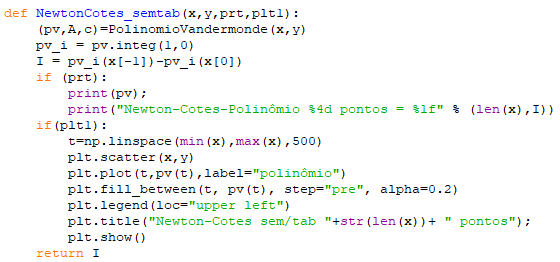 def NewtonCotes_semtab(x,y,prt,plt1):
    (pv,A,c)=PolinomioVandermonde(x,y)
    pv_i = pv.integ(1,0)
    I = pv_i(x[-1])-pv_i(x[0])
    if (prt):
        print(pv);
        print("Newton-Cotes-Polinômio %4d pontos = %lf" % (len(x),I))
    if(plt1):
        t=np.linspace(min(x),max(x),500)
        plt.scatter(x,y)
        plt.plot(t,pv(t),label="polinômio")
        plt.fill_between(t, pv(t), step="pre", alpha=0.2)
        plt.legend(loc="upper left")
        plt.title("Newton-Cotes sem/tab "+str(len(x))+ " pontos");
        plt.show()
    return I